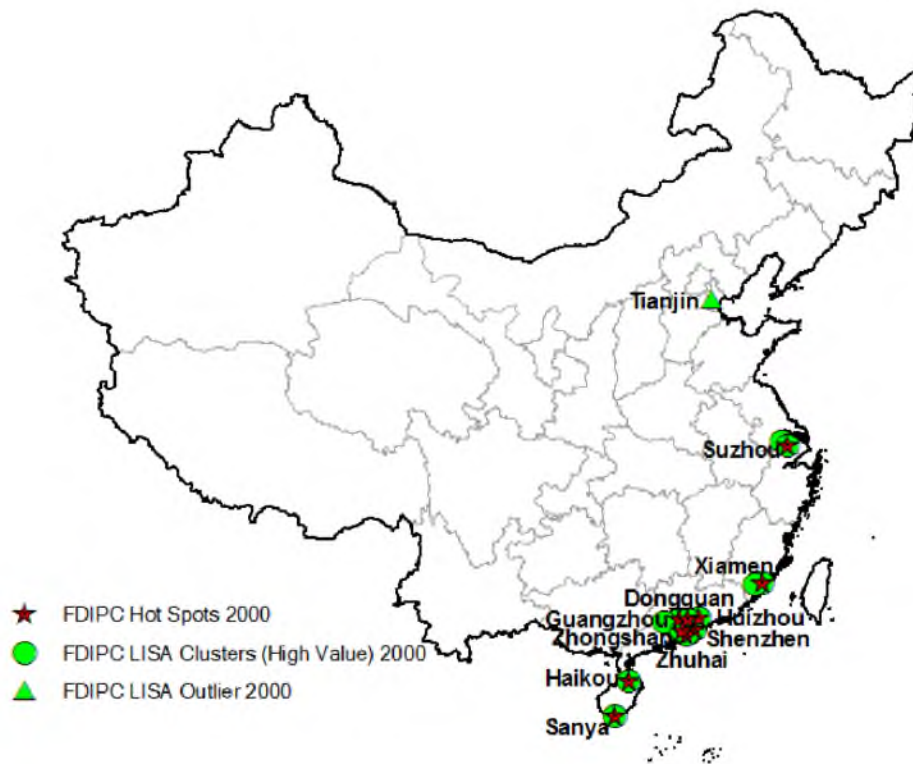 Tianjin
Suzhou
Xiamen
Dongguan
Guangzhou
Huizhou
Zhongshan
Shenzhen
Zhuhai
Haikou
Sanya
FDIPC Hot Spots 2000
FDIPC LISA Clusters (High Value) 2000
FDIPC LISA Outlier 2000